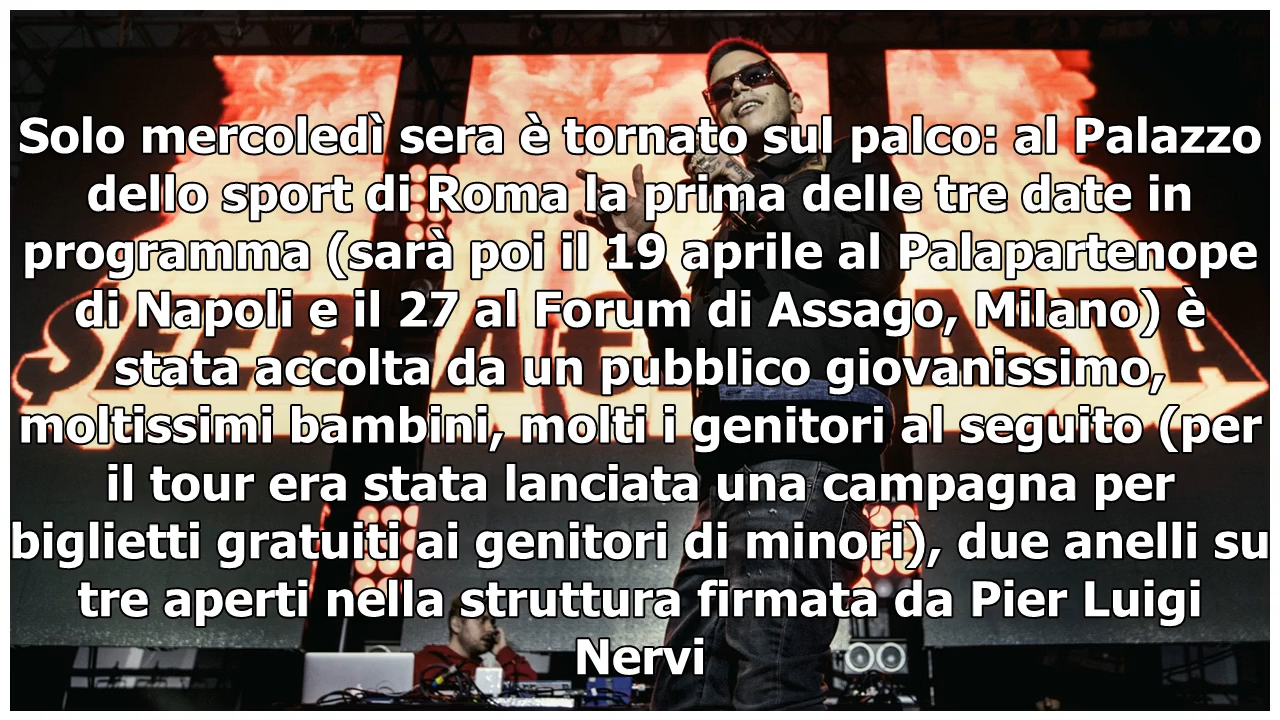 Solo mercoledì sera è tornato sul palco: al Palazzo
dello sport di Roma la prima delle tre date in
programma (sarà poi il 19 aprile al Palapartenope
di Napoli e il 27 al Forum di Assago, Milano) è
stata accolta da un pubblico giovanissimo,
moltissimi bambini, molti i genitori al seguito (per
il tour era stata lanciata una campagna per
biglietti gratuiti ai genitori di minori), due anelli su
tre aperti nella struttura firmata da Pier Luigi
Nervi